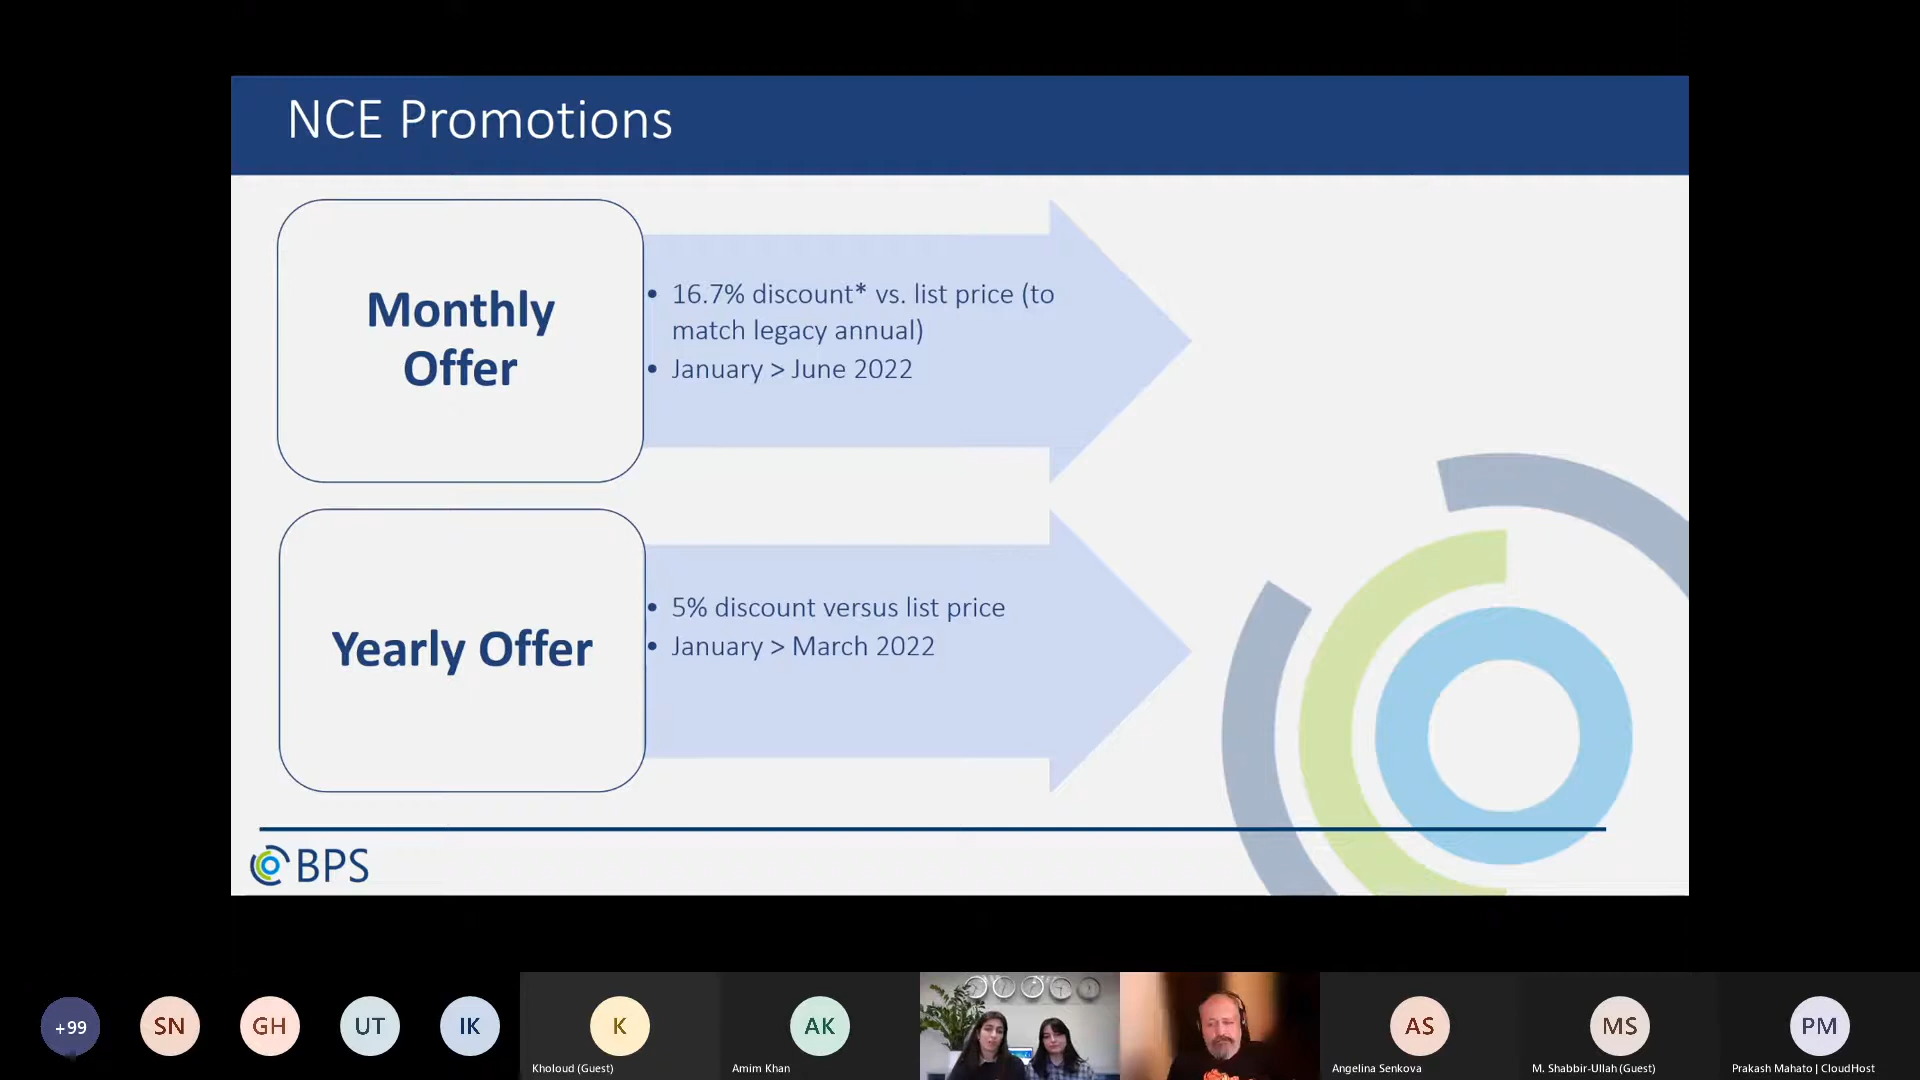 NCE Promotions
Monthly
Offer
• 16.7% discount* vs. list price (to
match legacy annual)
• January > June 2022
Yearly Offer
• 5% discount versus list price
• January > March 2022
BPS
+99
SN
GH
UT
IK
K
Kholoud (Guest)
AK
Amim Khan
AS
Angelina Senkova
MS
M. Shabbir-Ullah (Guest)
PM
Prakash Mahato | CloudHost